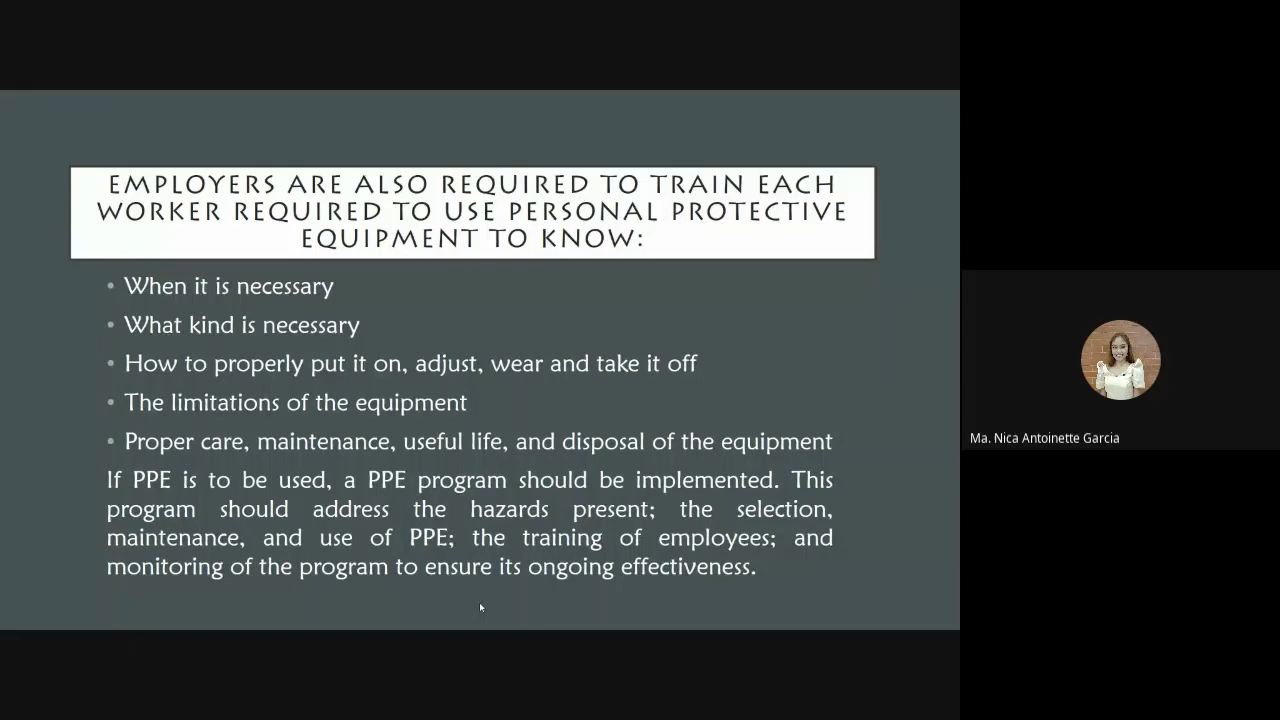 EMPLOYERS ARE ALSO REQUIRED TO TRAIN EACH
WORKER REQUIRED TO USE PERSONAL PROTECTIVE
EQUIPMENT TO KNOW:
• When it is necessary
• What kind is necessary
• How to properly put it on, adjust, wear and take it off
• The limitations of the equipment
• Proper care, maintenance, useful life, and disposal of the equipment
If PPE is to be used, a PPE program should be implemented. This
program should address the hazards present; the selection,
maintenance, and use of PPE; the training of employees; and
monitoring of the program to ensure its ongoing effectiveness.
Ma. Nica Antoinette Garcia